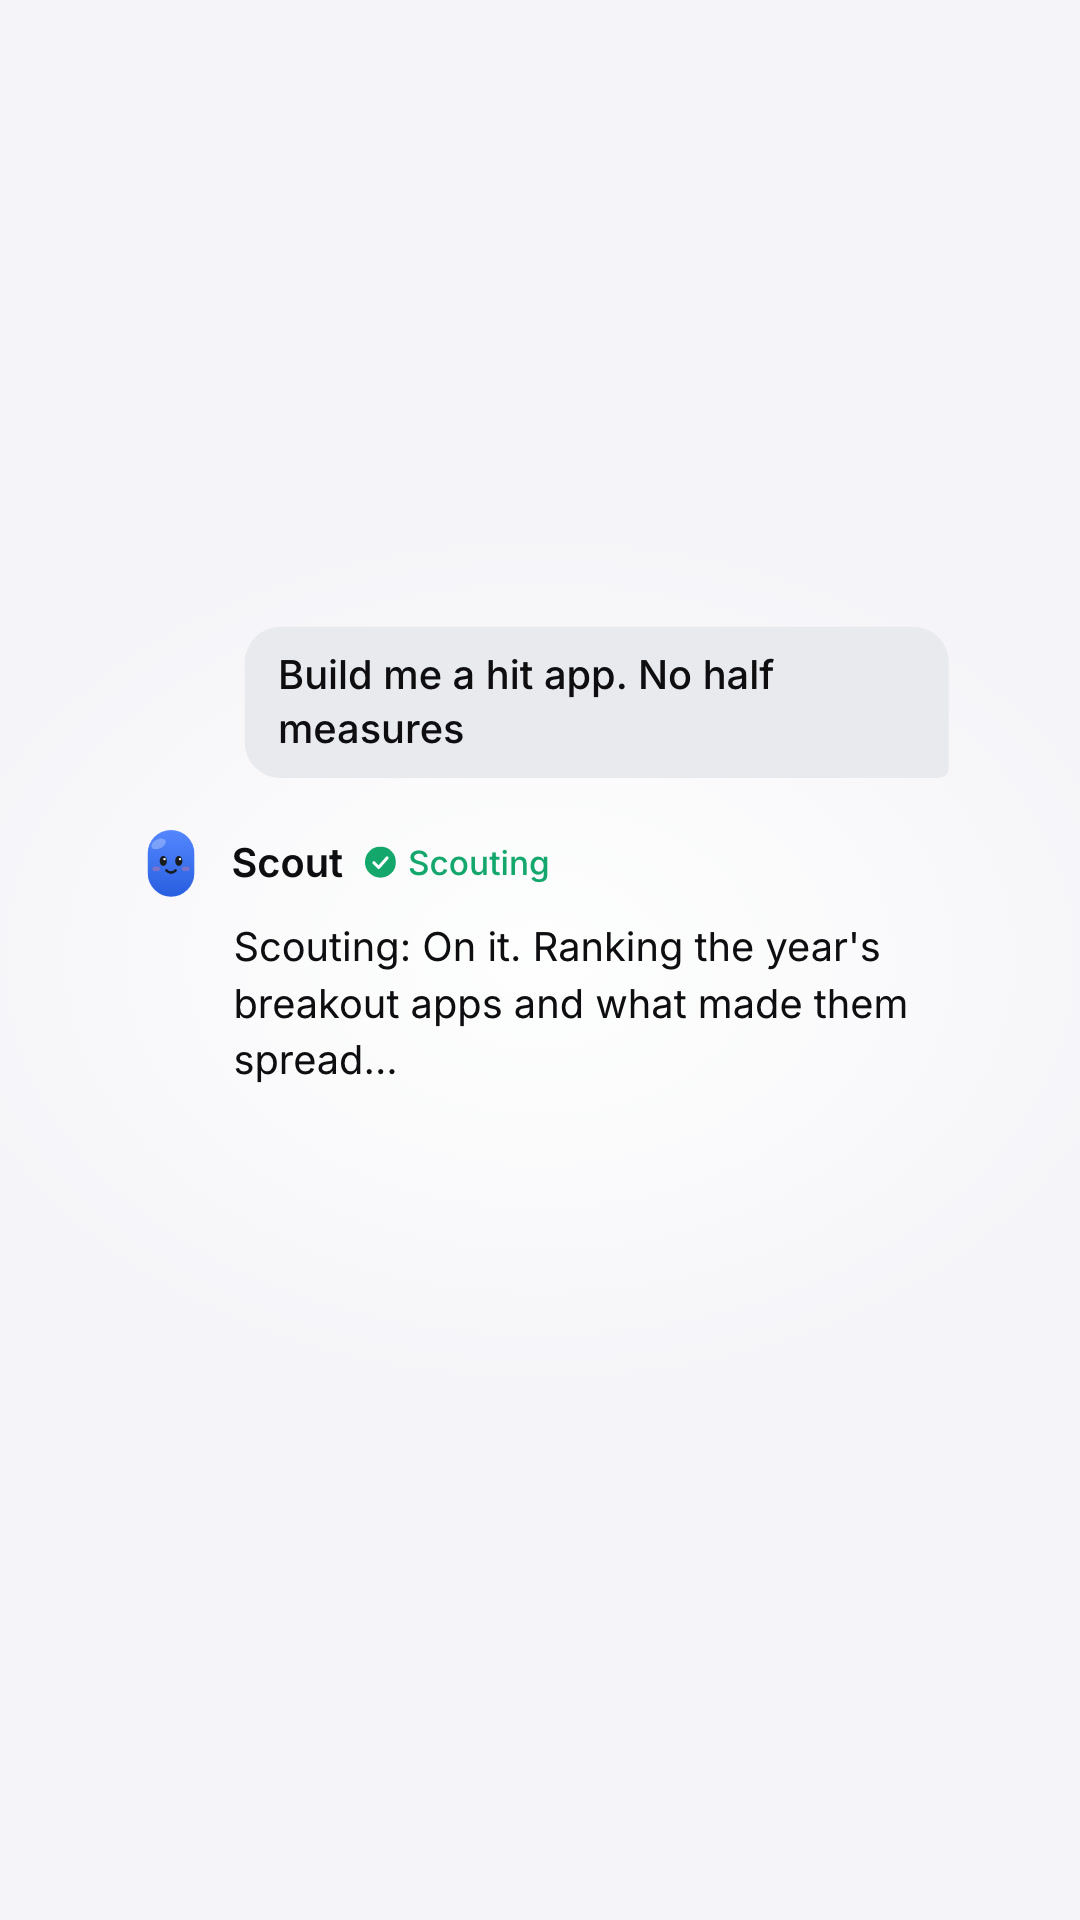 Build me a hit app. No half
measures
Scout Scouting
Scouting: On it. Ranking the year's
breakout apps and what made them
spread...